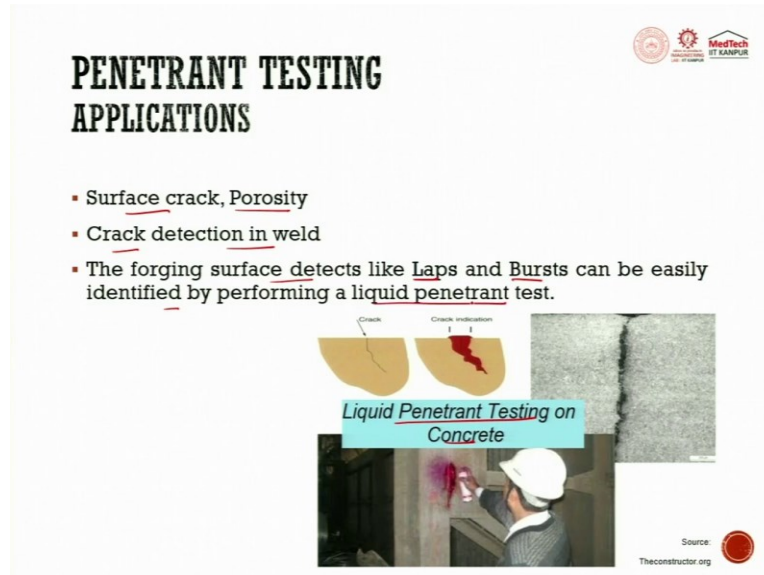 MedTech
IIT KANPUR
PENETRANT TESTING
APPLICATIONS
▪ Surface crack, Porosity
▪ Crack detection in weld
▪ The forging surface detects like Laps and Bursts can be easily
identified by performing a liquid penetrant test.
Crack
Crack indication
Liquid Penetrant Testing on
Concrete
Source:
Theconstructor.org